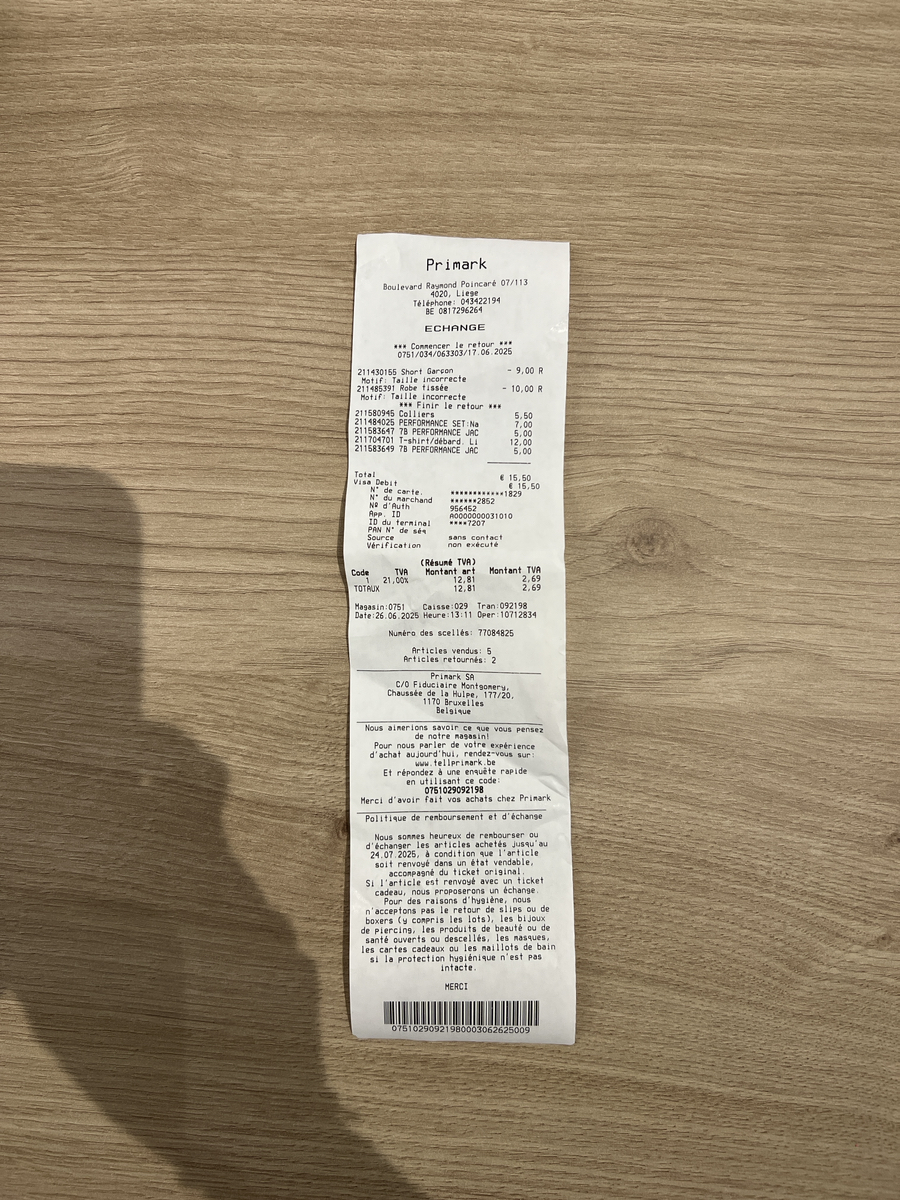 Primark
Boulevard Raymond Poincaré 07/113
4020, Liege
Téléphone: 043422194
BE 0817296264
ECHANGE
*** Commencer le retour ***
0751/034/063303/17.06.2025
211430155 Short Garçon - 9,00 R
Motif: Taille incorrecte
211485391 Robe tissée - 10,00 R
Motif: Taille incorrecte
*** Finir le retour ***
211580945 Colliers 5,50
211484025 PERFORMANCE SET:Na 7,00
211583647 7B PERFORMANCE JAC 5,00
211704701 T-shirt/débard. Li 12,00
211583649 7B PERFORMANCE JAC 5,00
Total € 15,50
Visa Debit € 15,50
N° de carte. ************1829
N° du marchand ******2852
Nº d'Auth 956452
App. ID A0000000031010
ID du terminal ****7207
PAN N° de séq
Source sans contact
Vérification non exécuté
(Résumé TVA)
Code TVA Montant art Montant TVA
1 21,00% 12,81 2,69
TOTAUX 12,81 2,69
Magasin:0751 Caisse:029 Tran:092198
Date:26.06.2025 Heure:13:11 Oper:10712834
Numéro des scellés: 77084825
Articles vendus: 5
Articles retournés: 2
Primark SA
C/O Fiduciaire Montgomery,
Chaussée de la Hulpe, 177/20,
1170 Bruxelles
Belgique
Nous aimerions savoir ce que vous pensez
de notre magasin!
Pour nous parler de votre expérience
d'achat aujourd'hui, rendez-vous sur:
www.tellprimark.be
Et répondez à une enquête rapide
en utilisant ce code:
0751029092198
Merci d'avoir fait vos achats chez Primark
Politique de remboursement et d'échange
Nous sommes heureux de rembourser ou
d'échanger les articles achetés jusqu'au
24.07.2025, à condition que l'article
soit renvoyé dans un état vendable,
accompagné du ticket original.
Si l'article est renvoyé avec un ticket
cadeau, nous proposerons un échange.
Pour des raisons d'hygiène, nous
n'acceptons pas le retour de slips ou de
boxers (y compris les lots), les bijoux
de piercing, les produits de beauté ou de
santé ouverts ou descellés, les masques,
les cartes cadeaux ou les maillots de bain
si la protection hygiénique n'est pas
intacte.
MERCI
07510290921980003062625009